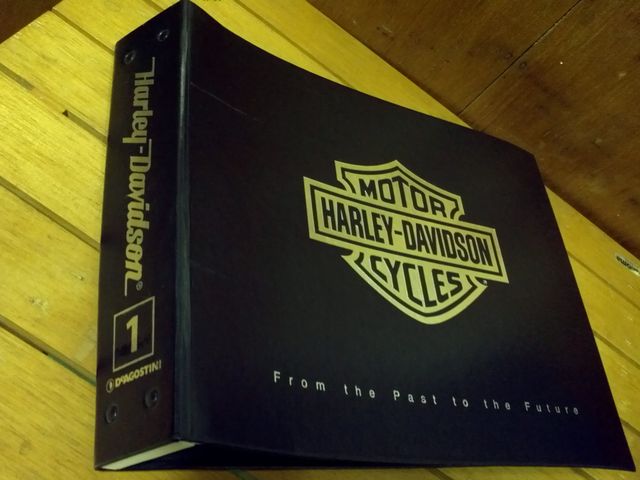 Harley-Davidson®
1
DeAGOSTINI
MOTOR
HARLEY-DAVIDSON
CYCLES®
From the Past to the Future